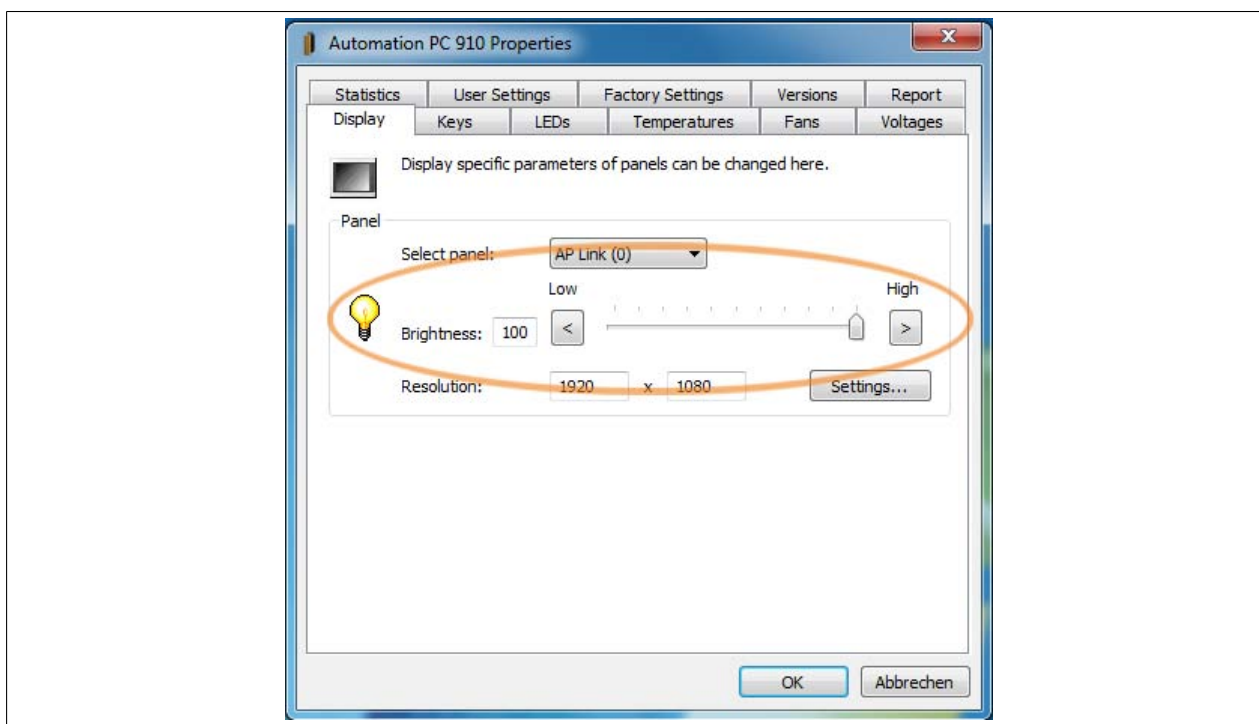 Automation PC 910 Properties
Statistics User Settings Factory Settings Versions Report
Display Keys LEDs Temperatures Fans Voltages
Display specific parameters of panels can be changed here.
Panel
Select panel: AP Link (0)
Low High
Brightness: 100 < >
Resolution: 1920 x 1080 Settings...
OK Abbrechen